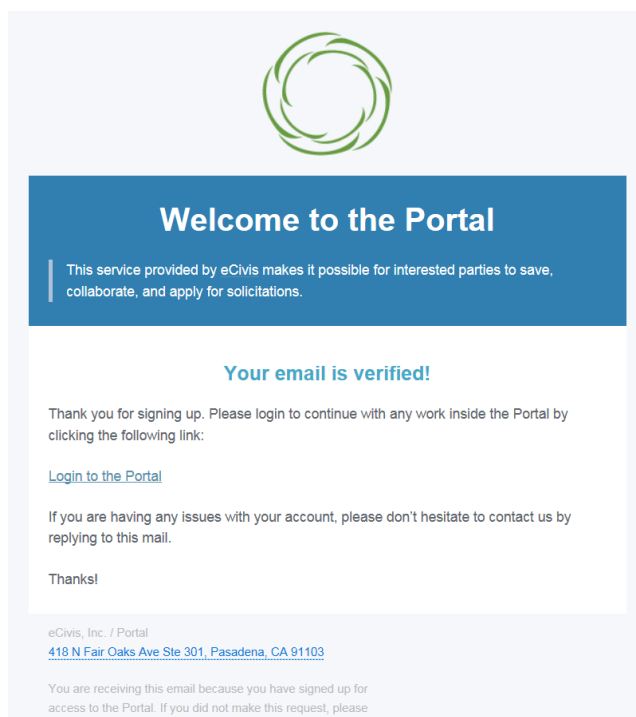 Welcome to the Portal
This service provided by eCivis makes it possible for interested parties to save,
collaborate, and apply for solicitations.
Your email is verified!
Thank you for signing up. Please login to continue with any work inside the Portal by
clicking the following link:
Login to the Portal
If you are having any issues with your account, please don’t hesitate to contact us by
replying to this mail.
Thanks!
eCivis, Inc. / Portal
418 N Fair Oaks Ave Ste 301, Pasadena, CA 91103
You are receiving this email because you have signed up for
access to the Portal. If you did not make this request, please